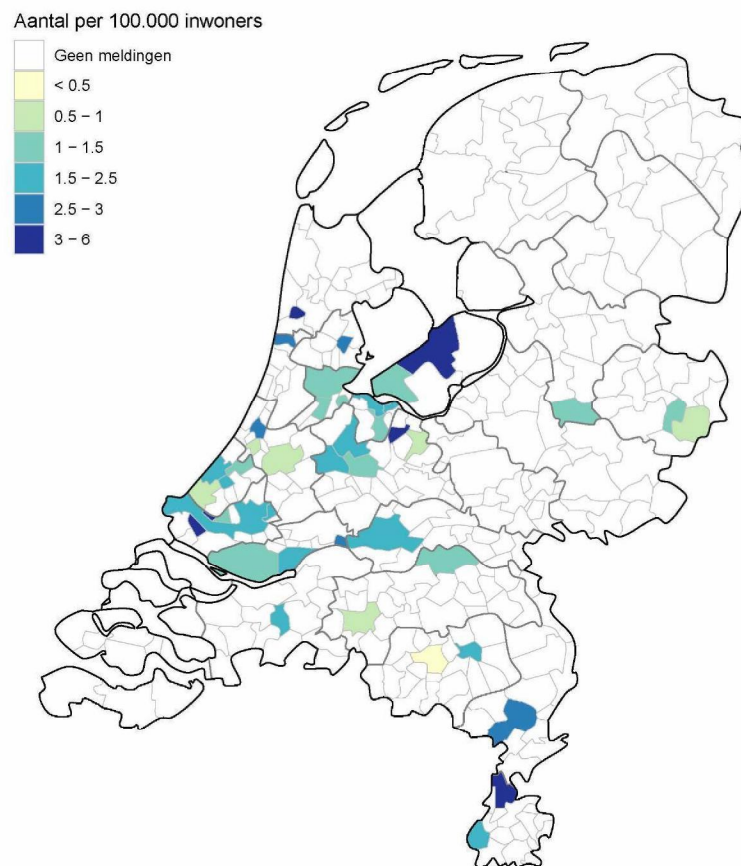 Aantal per 100.000 inwoners
Geen meldingen
< 0.5
0.5 – 1
1 – 1.5
1.5 – 2.5
2.5 – 3
3 – 6